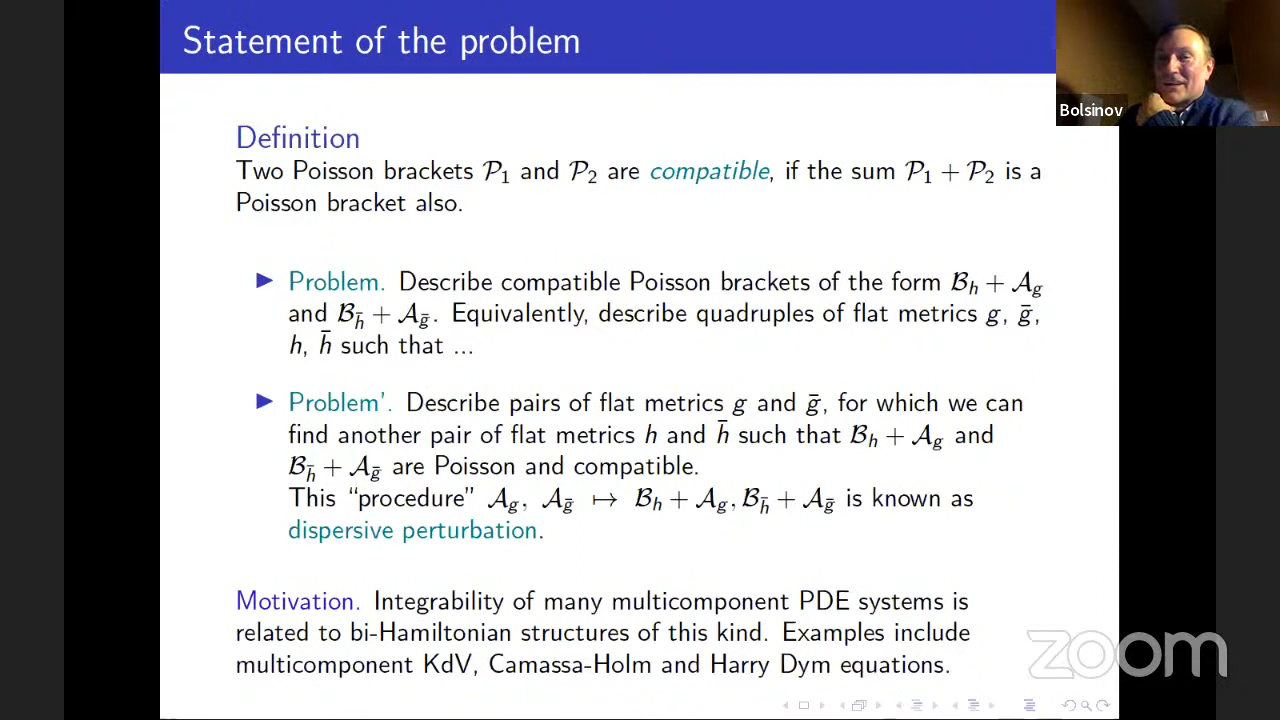 Statement of the problem
Bolsinov
Definition
Two Poisson brackets 𝒫₁ and 𝒫₂ are compatible, if the sum 𝒫₁ + 𝒫₂ is a
Poisson bracket also.
▶ Problem. Describe compatible Poisson brackets of the form ℬ_h + 𝒜_g
and ℬ_h̄ + 𝒜_ḡ. Equivalently, describe quadruples of flat metrics g, ḡ,
h, h̄ such that ...
▶ Problem'. Describe pairs of flat metrics g and ḡ, for which we can
find another pair of flat metrics h and h̄ such that ℬ_h + 𝒜_g and
ℬ_h̄ + 𝒜_ḡ are Poisson and compatible.
This “procedure” 𝒜_g, 𝒜_ḡ ↦ ℬ_h + 𝒜_g, ℬ_h̄ + 𝒜_ḡ is known as
dispersive perturbation.
Motivation. Integrability of many multicomponent PDE systems is
related to bi-Hamiltonian structures of this kind. Examples include
multicomponent KdV, Camassa-Holm and Harry Dym equations.
zoom